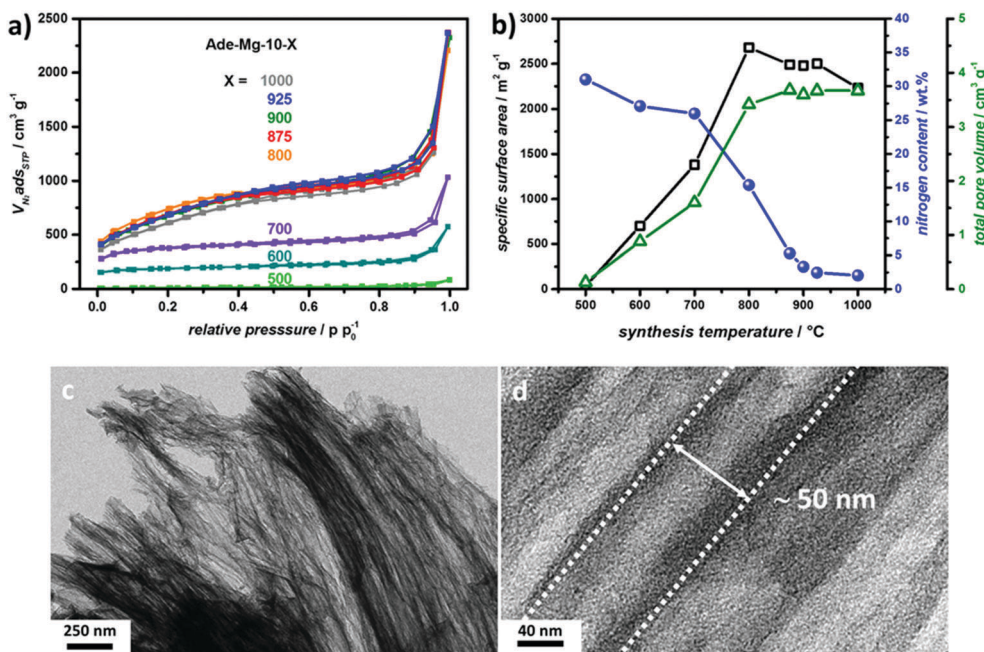 a)
2500
2000
1500
1000
500
0
0.0 0.2 0.4 0.6 0.8 1.0
V_N₂ads_STP / cm³ g⁻¹
relative presssure / p p₀⁻¹
Ade-Mg-10-X
X = 1000
925
900
875
800
700
600
500
b)
3000
2500
2000
1500
1000
500
0
specific surface area / m² g⁻¹
500 600 700 800 900 1000
synthesis temperature / °C
40
35
30
25
20
15
10
5
0
nitrogen content / wt.%
5
4
3
2
1
0
total pore volume / cm³ g⁻¹
c
250 nm
d
~ 50 nm
40 nm